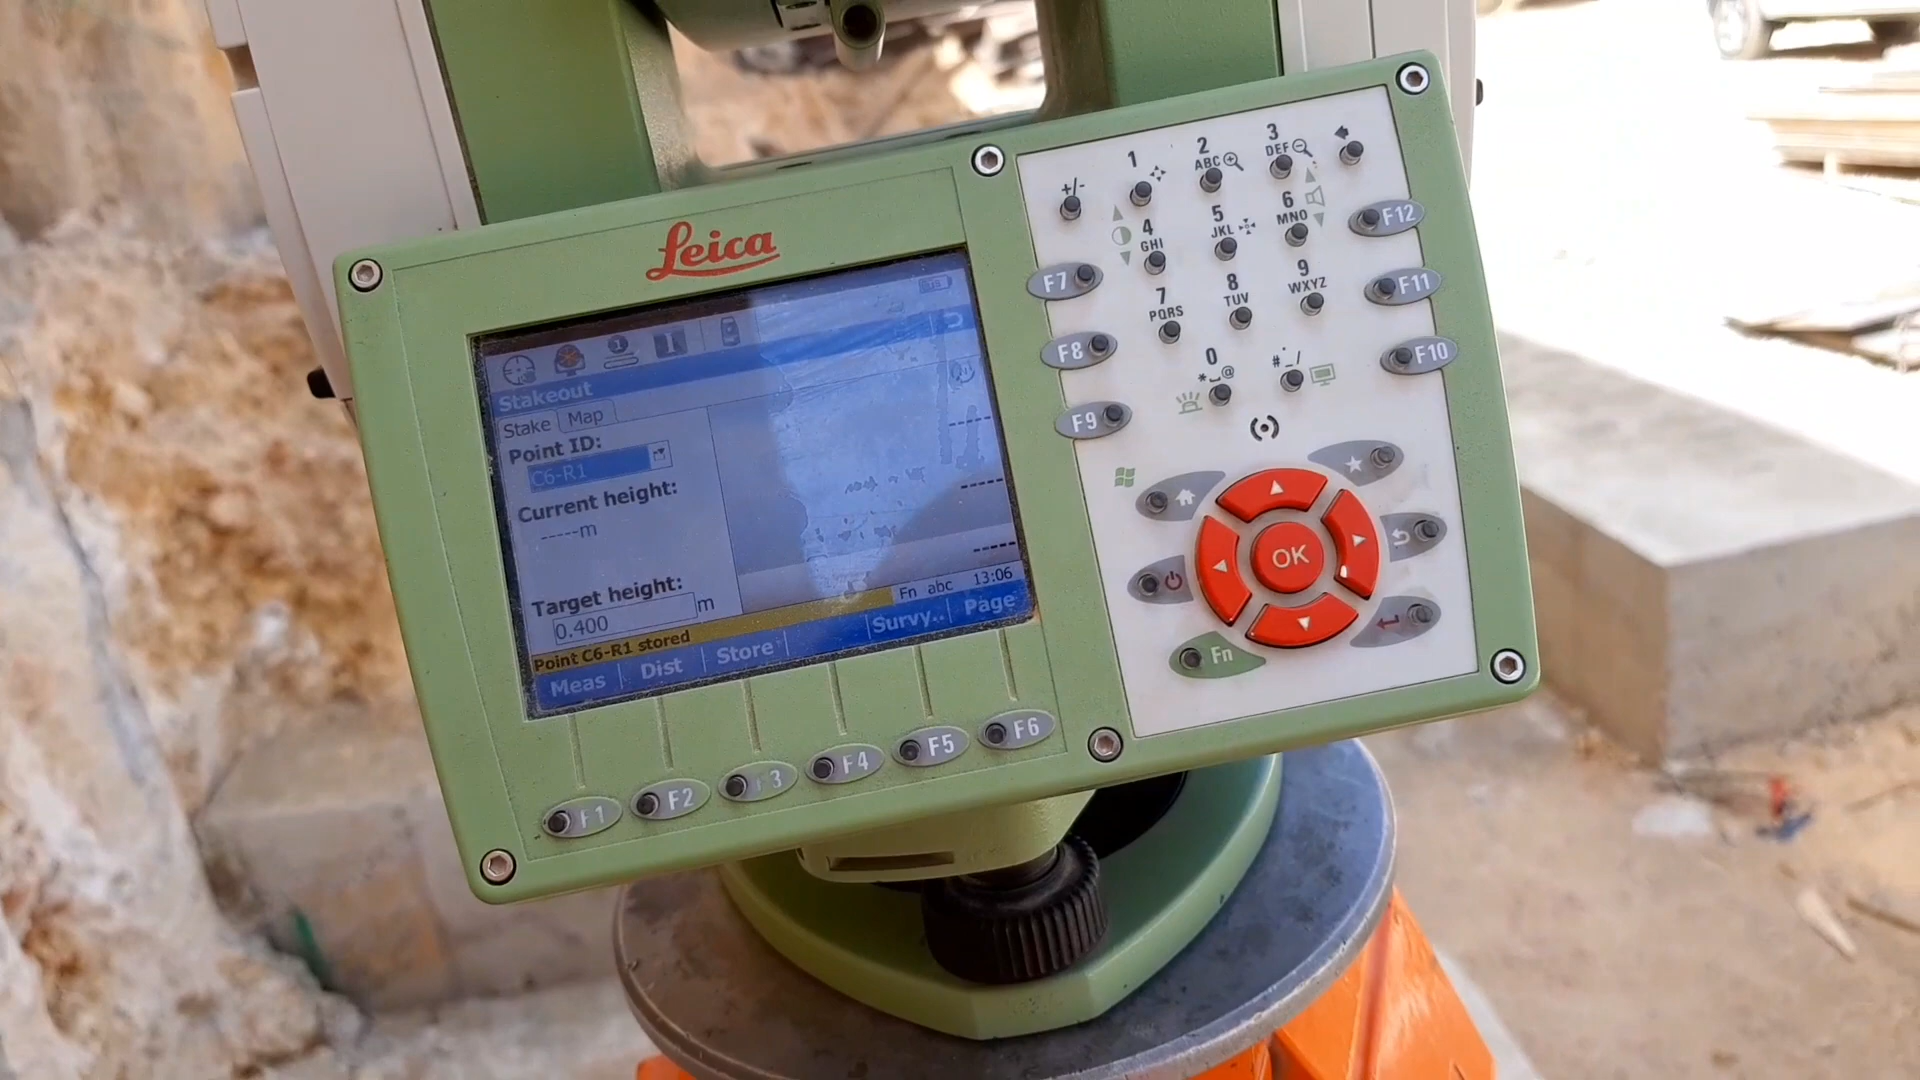 Leica
Stakeout
Stake Map
Point ID:
C6-R1
Current height:
-----m
-----
-----
-----
Target height:
0.400 m
Point C6-R1 stored
Fn abc 13:06
Meas Dist Store Survy.. Page
F1 F2 F3 F4 F5 F6
+/- 1 2 ABC 3 DEF
4 GHI 5 JKL 6 MNO F12
F7 7 PQRS 8 TUV 9 WXYZ F11
F8 0 *␣@ #._/ F10
F9
OK
Fn